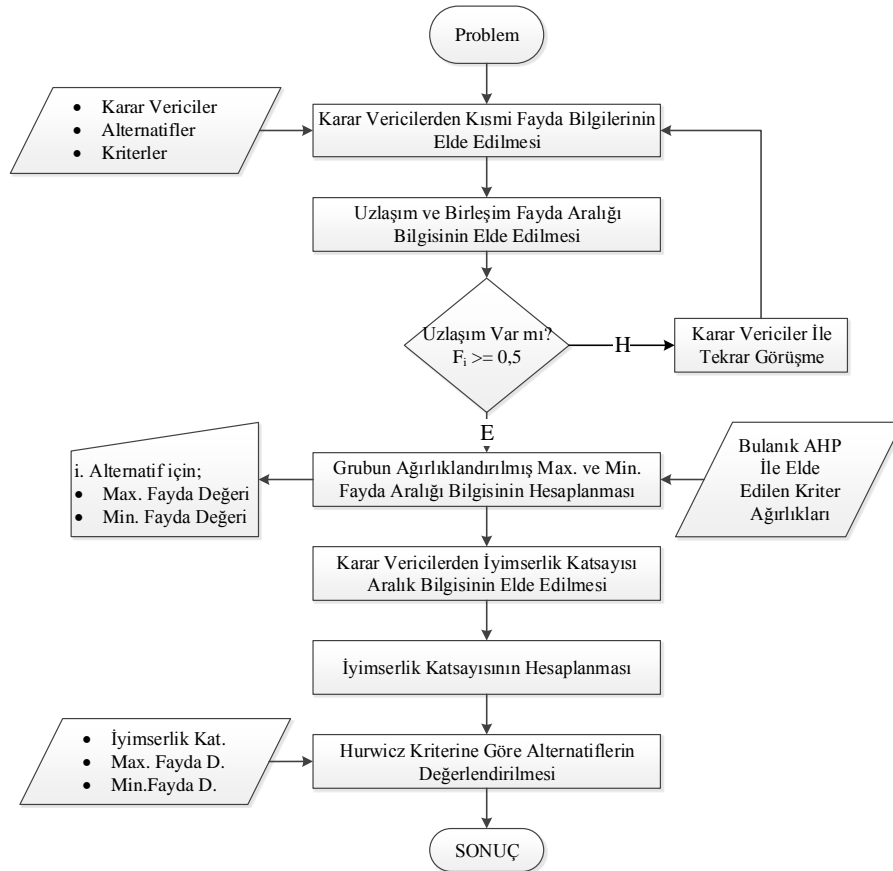 Problem
• Karar Vericiler
• Alternatifler
• Kriterler
Karar Vericilerden Kısmi Fayda Bilgilerinin
Elde Edilmesi
Uzlaşım ve Birleşim Fayda Aralığı
Bilgisinin Elde Edilmesi
Uzlaşım Var mı?
Fi >= 0,5
H
Karar Vericiler İle
Tekrar Görüşme
E
i. Alternatif için;
• Max. Fayda Değeri
• Min. Fayda Değeri
Grubun Ağırlıklandırılmış Max. ve Min.
Fayda Aralığı Bilgisinin Hesaplanması
Bulanık AHP
İle Elde
Edilen Kriter
Ağırlıkları
Karar Vericilerden İyimserlik Katsayısı
Aralık Bilgisinin Elde Edilmesi
İyimserlik Katsayısının Hesaplanması
• İyimserlik Kat.
• Max. Fayda D.
• Min.Fayda D.
Hurwicz Kriterine Göre Alternatiflerin
Değerlendirilmesi
SONUÇ